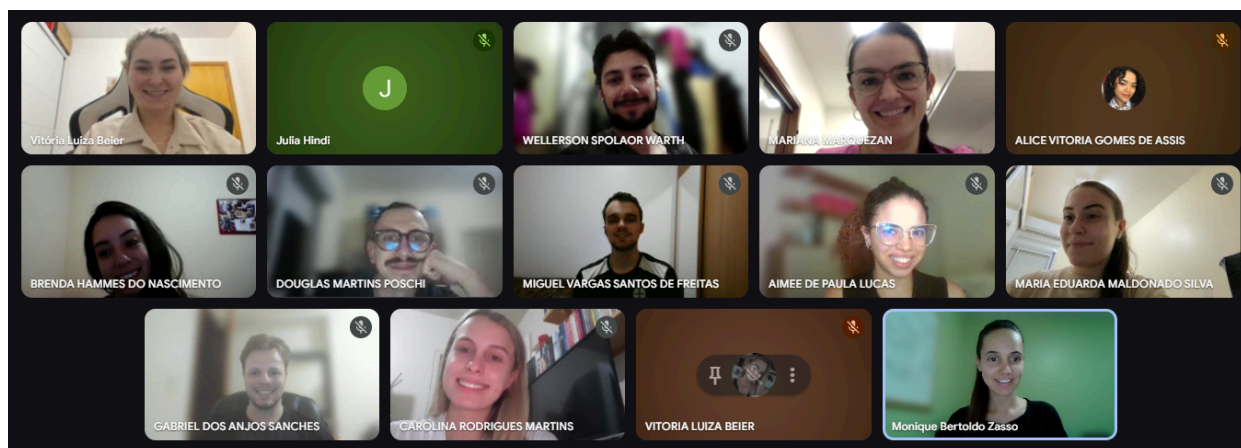 Vitória Luiza Beier
J
Julia Hindi
WELLERSON SPOLAOR WARTH
MARIANA MARQUEZAN
ALICE VITORIA GOMES DE ASSIS
BRENDA HAMMES DO NASCIMENTO
DOUGLAS MARTINS POSCHI
MIGUEL VARGAS SANTOS DE FREITAS
AIMEE DE PAULA LUCAS
MARIA EDUARDA MALDONADO SILVA
GABRIEL DOS ANJOS SANCHES
CAROLINA RODRIGUES MARTINS
VITORIA LUIZA BEIER
Monique Bertoldo Zasso